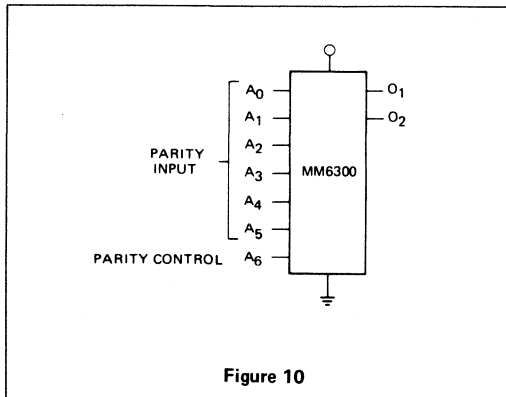 A0
O1
A1
O2
A2
PARITY
INPUT
A3
MM6300
A4
A5
PARITY CONTROL A6
Figure 10